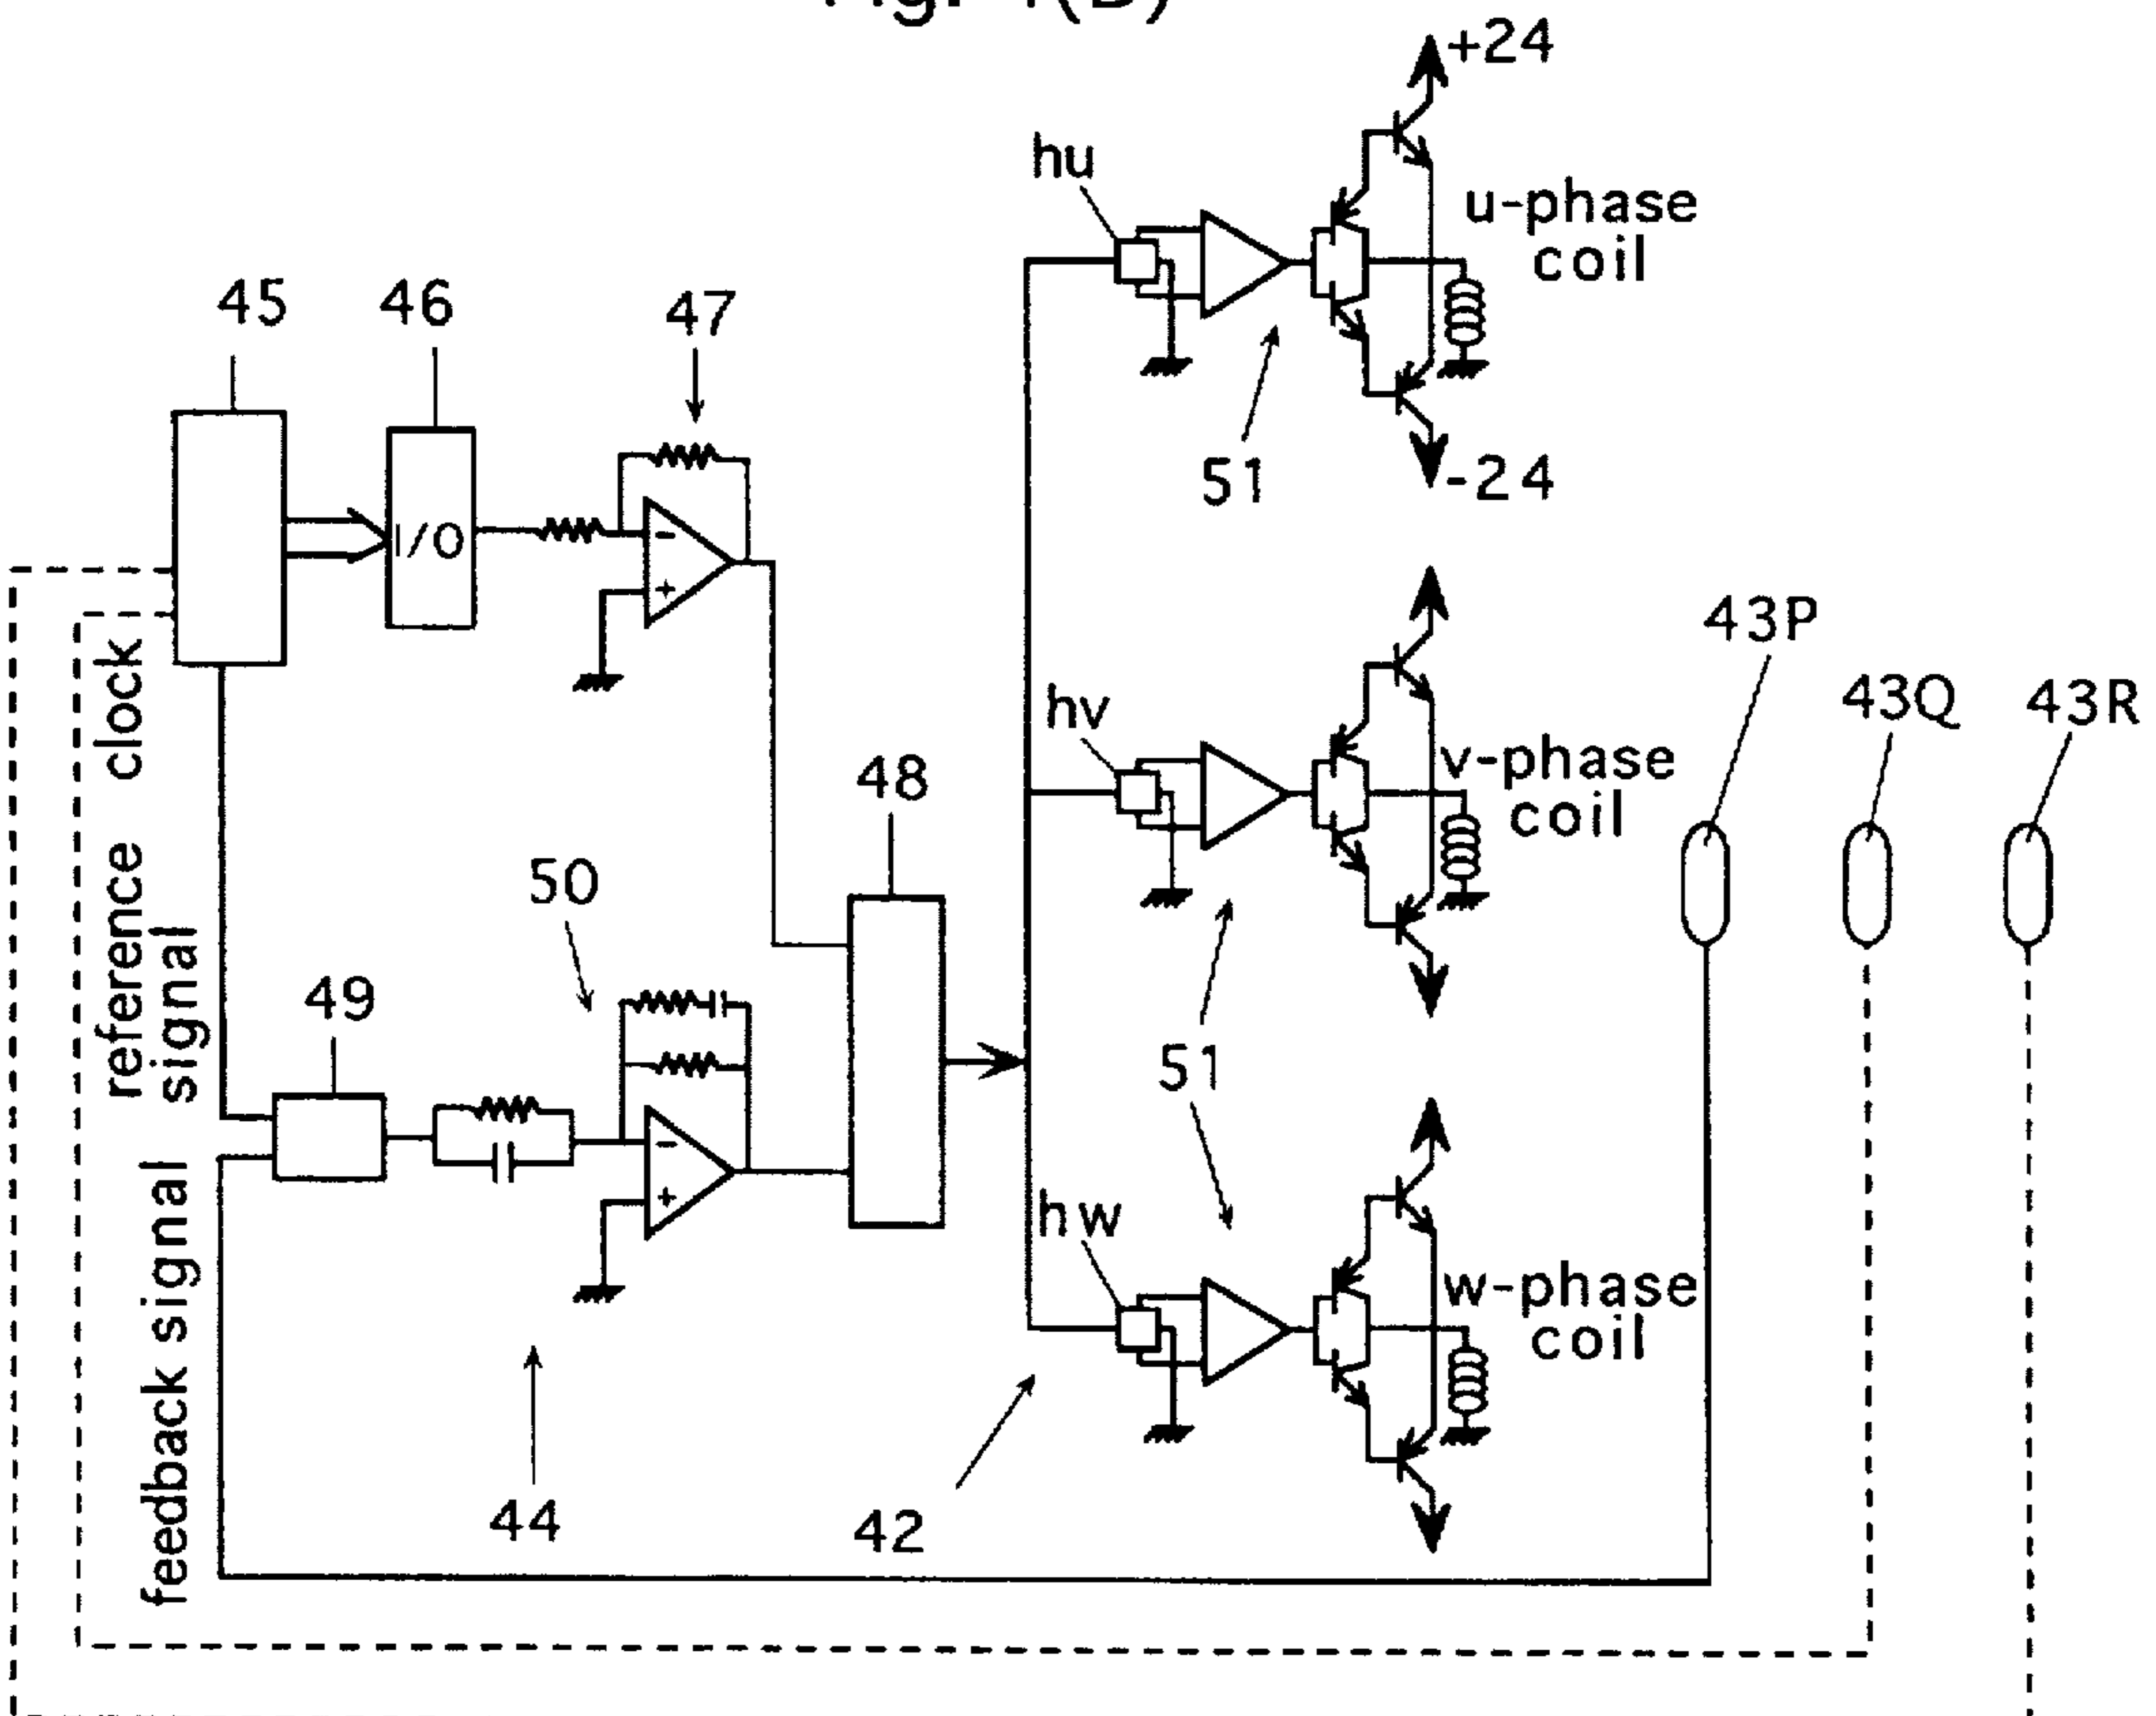 +24
hu
u-phase
coil
45
46
47
51
-24
I/O
-
+
clock
reference
signal
hv
v-phase
coil
43P
43Q
43R
48
50
49
51
-
+
hw
w-phase
coil
feedback signal
44
42